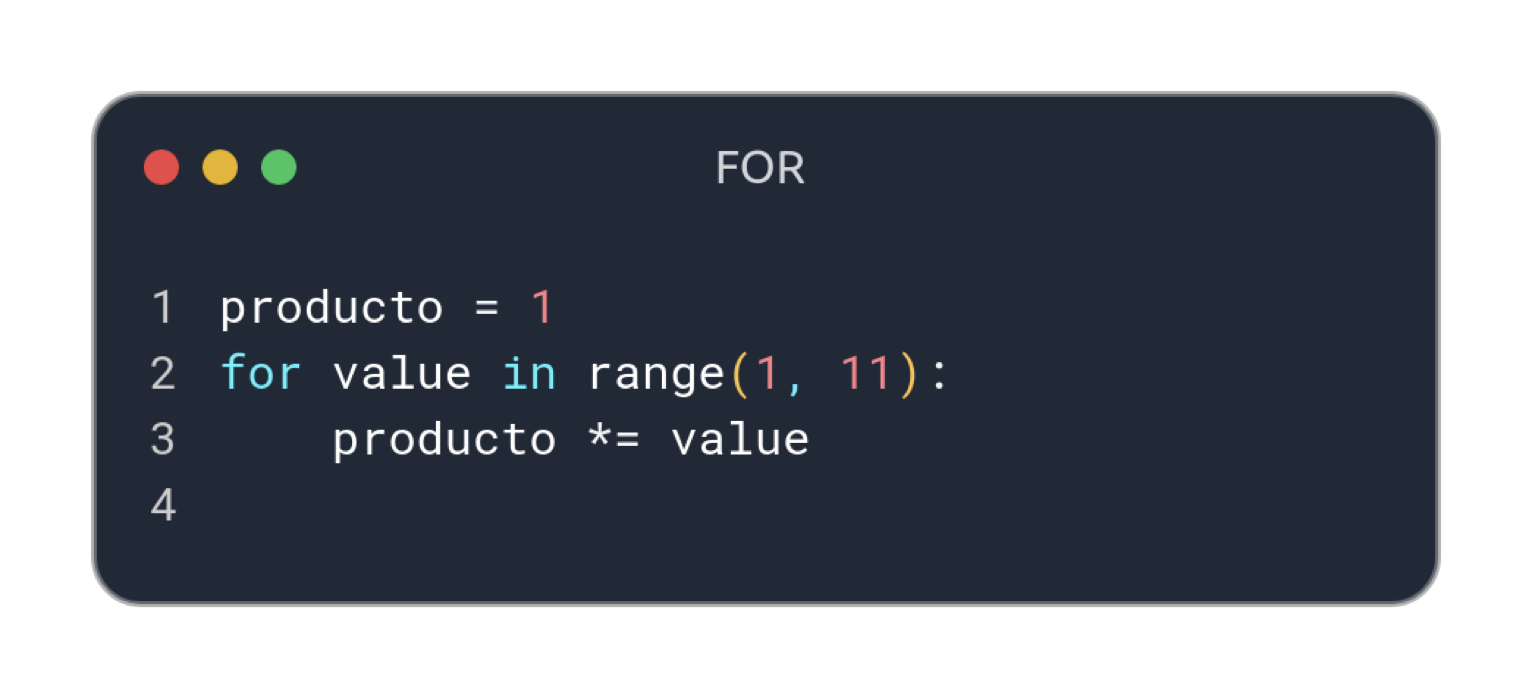 FOR
1 producto = 1
2 for value in range(1, 11):
3     producto *= value
4